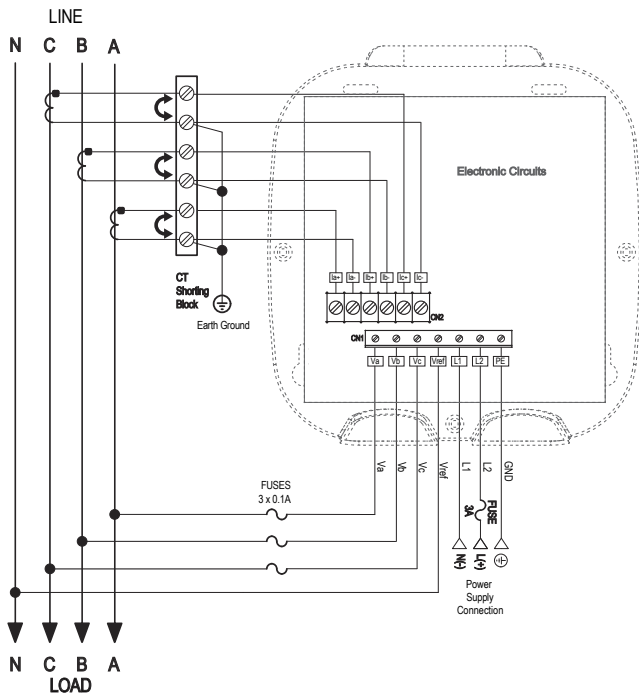 LINE
N C B A
Electronic Circuits
Ia+ Ia- Ib+ Ib- Ic+ Ic-
CN2
CT
Shorting
Block
Earth Ground
CN1
Va Vb Vc Vref L1 L2 PE
Va Vb Vc Vref L1 L2 GND
FUSES
3 x 0.1A
FUSE
3A
N(-) L(+)
Power
Supply
Connection
N C B A
LOAD